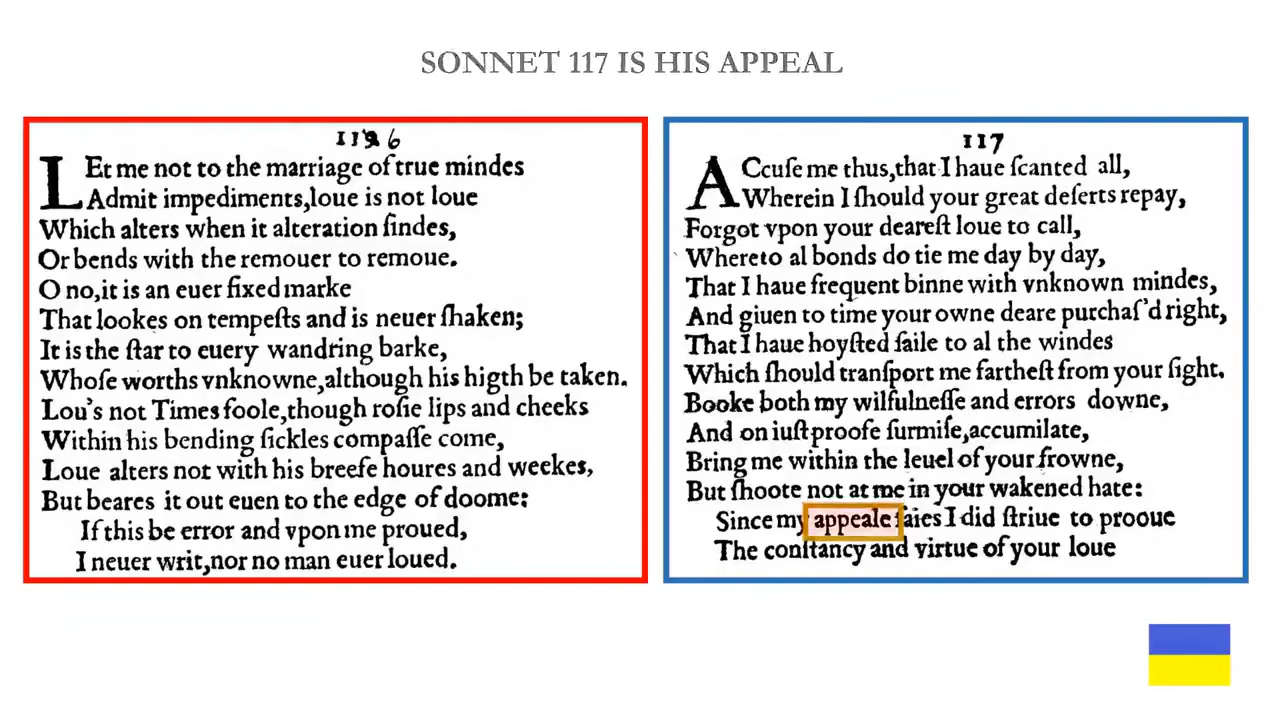 SONNET 117 IS HIS APPEAL
1196
LEt me not to the marriage of true mindes
Admit impediments,loue is not loue
Which alters when it alteration findes,
Or bends with the remouer to remoue.
O no,it is an euer fixed marke
That lookes on tempeſts and is neuer ſhaken;
It is the ſtar to euery wandring barke,
Whoſe worths vnknowne,although his higth be taken.
Lou's not Times foole,though roſie lips and cheeks
Within his bending ſickles compaſſe come,
Loue alters not with his breefe houres and weekes,
But beares it out euen to the edge of doome:
If this be error and vpon me proued,
I neuer writ,nor no man euer loued.
117
ACcuſe me thus,that I haue ſcanted all,
Wherein I ſhould your great deſerts repay,
Forgot vpon your deareſt loue to call,
Whereto al bonds do tie me day by day,
That I haue frequent binne with vnknown mindes,
And giuen to time your owne deare purchaſ'd right,
That I haue hoyſted ſaile to al the windes
Which ſhould tranſport me fartheſt from your ſight.
Booke both my wilfulneſſe and errors downe,
And on iuſt proofe ſurmiſe,accumilate,
Bring me within the leuel of your frowne,
But ſhoote not at me in your wakened hate:
Since my appeale ſaies I did ſtriue to prooue
The conſtancy and virtue of your loue